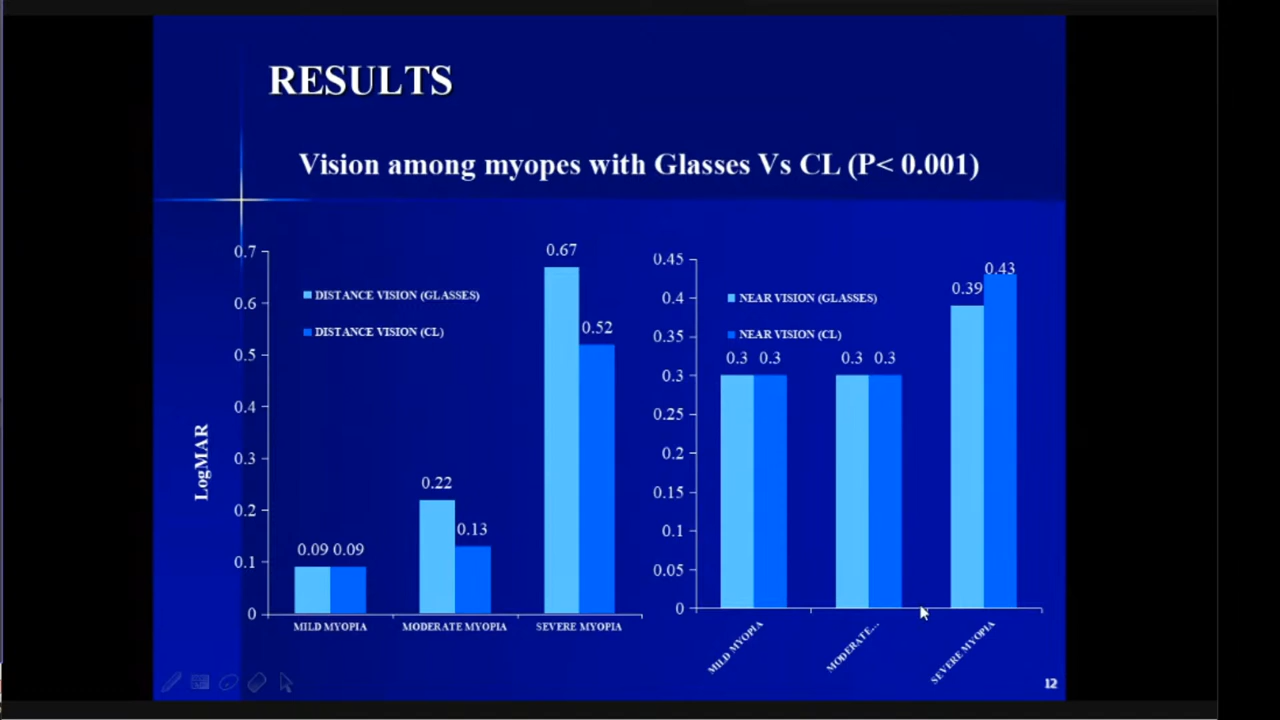 RESULTS
Vision among myopes with Glasses Vs CL (P< 0.001)
LogMAR
0.7
0.6
0.5
0.4
0.3
0.2
0.1
0
DISTANCE VISION (GLASSES)
DISTANCE VISION (CL)
0.09 0.09
0.22
0.13
0.67
0.52
MILD MYOPIA
MODERATE MYOPIA
SEVERE MYOPIA
0.45
0.4
0.35
0.3
0.25
0.2
0.15
0.1
0.05
0
NEAR VISION (GLASSES)
NEAR VISION (CL)
0.3 0.3
0.3 0.3
0.39
0.43
MILD MYOPIA
MODERATE...
SEVERE MYOPIA
12